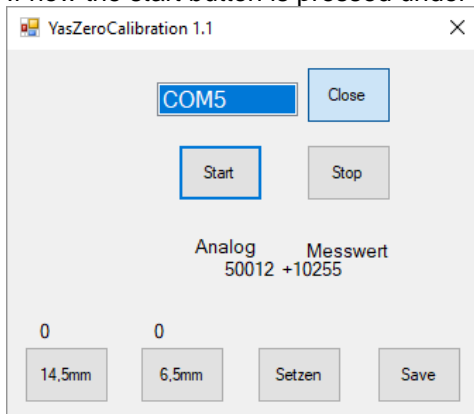 YasZeroCalibration 1.1
COM5 Close
Start Stop
Analog Messwert
50012 +10255
0 0
14,5mm 6,5mm Setzen Save